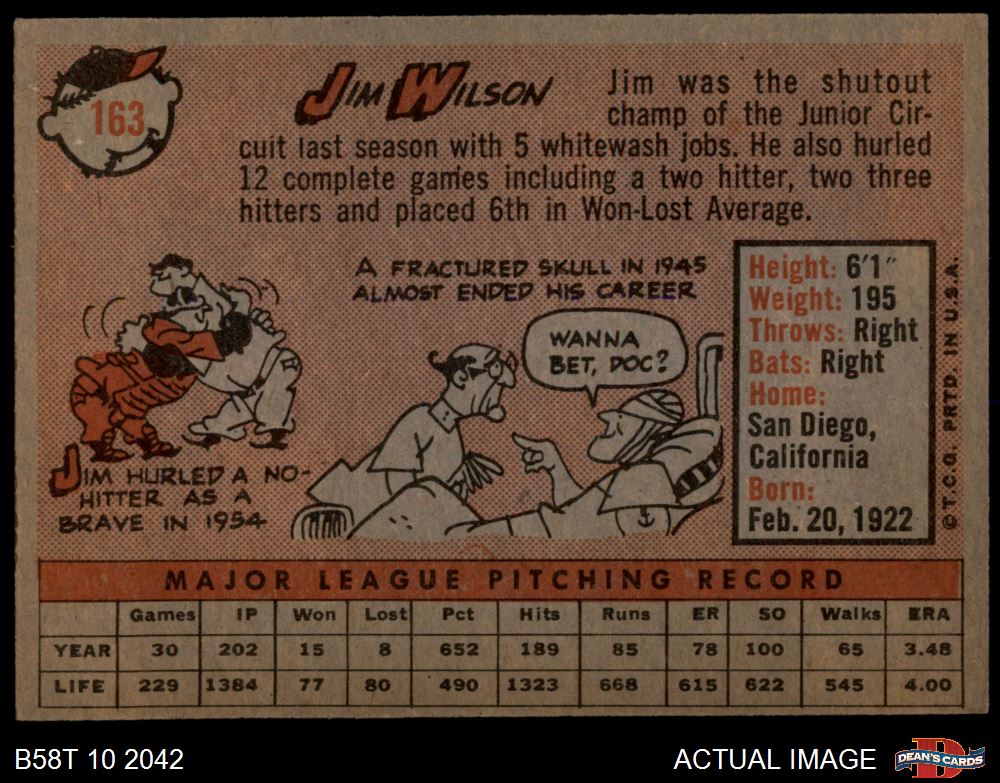 163
JIM WILSON
Jim was the shutout
champ of the Junior Cir-
cuit last season with 5 whitewash jobs. He also hurled
12 complete games including a two hitter, two three
hitters and placed 6th in Won-Lost Average.
A FRACTURED SKULL IN 1945
ALMOST ENDED HIS CAREER
WANNA
BET, DOC?
JIM HURLED A NO-
HITTER AS A
BRAVE IN 1954
Height: 6'1"
Weight: 195
Throws: Right
Bats: Right
Home:
San Diego,
California
Born:
Feb. 20, 1922
© T.C.G. PRTD. IN U.S.A.
MAJOR LEAGUE PITCHING RECORD
Games IP Won Lost Pct Hits Runs ER SO Walks ERA
YEAR 30 202 15 8 652 189 85 78 100 65 3.48
LIFE 229 1384 77 80 490 1323 668 615 622 545 4.00
B58T 10 2042
ACTUAL IMAGE
D
DEAN'S CARDS